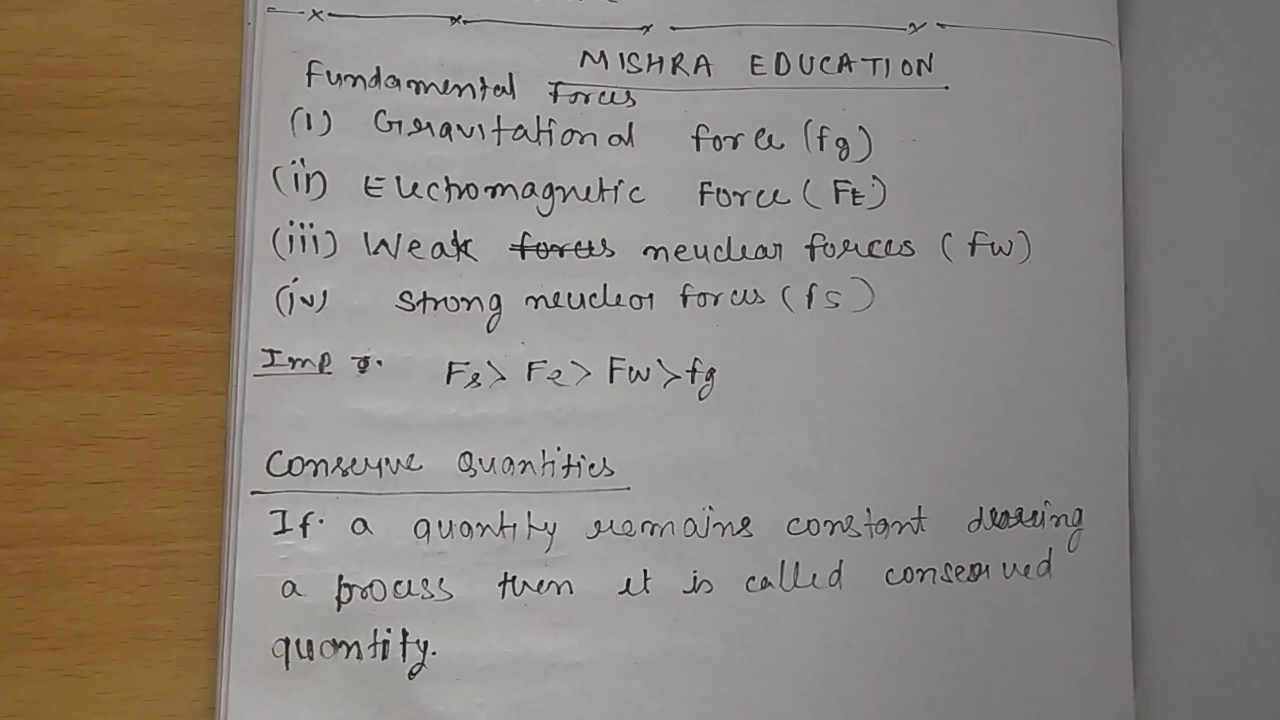 MISHRA EDUCATION
Fundamental Forces
(i) Gravitational force (fg)
(ii) Electromagnetic Force (FE)
(iii) Weak forces neuclear forces (Fw)
(iv) Strong neuclear forces (fs)
Imp :. Fs > Fe > Fw > fg
Conserve Quantities
If a quantity remains constant during
a process then it is called conserved
quantity.